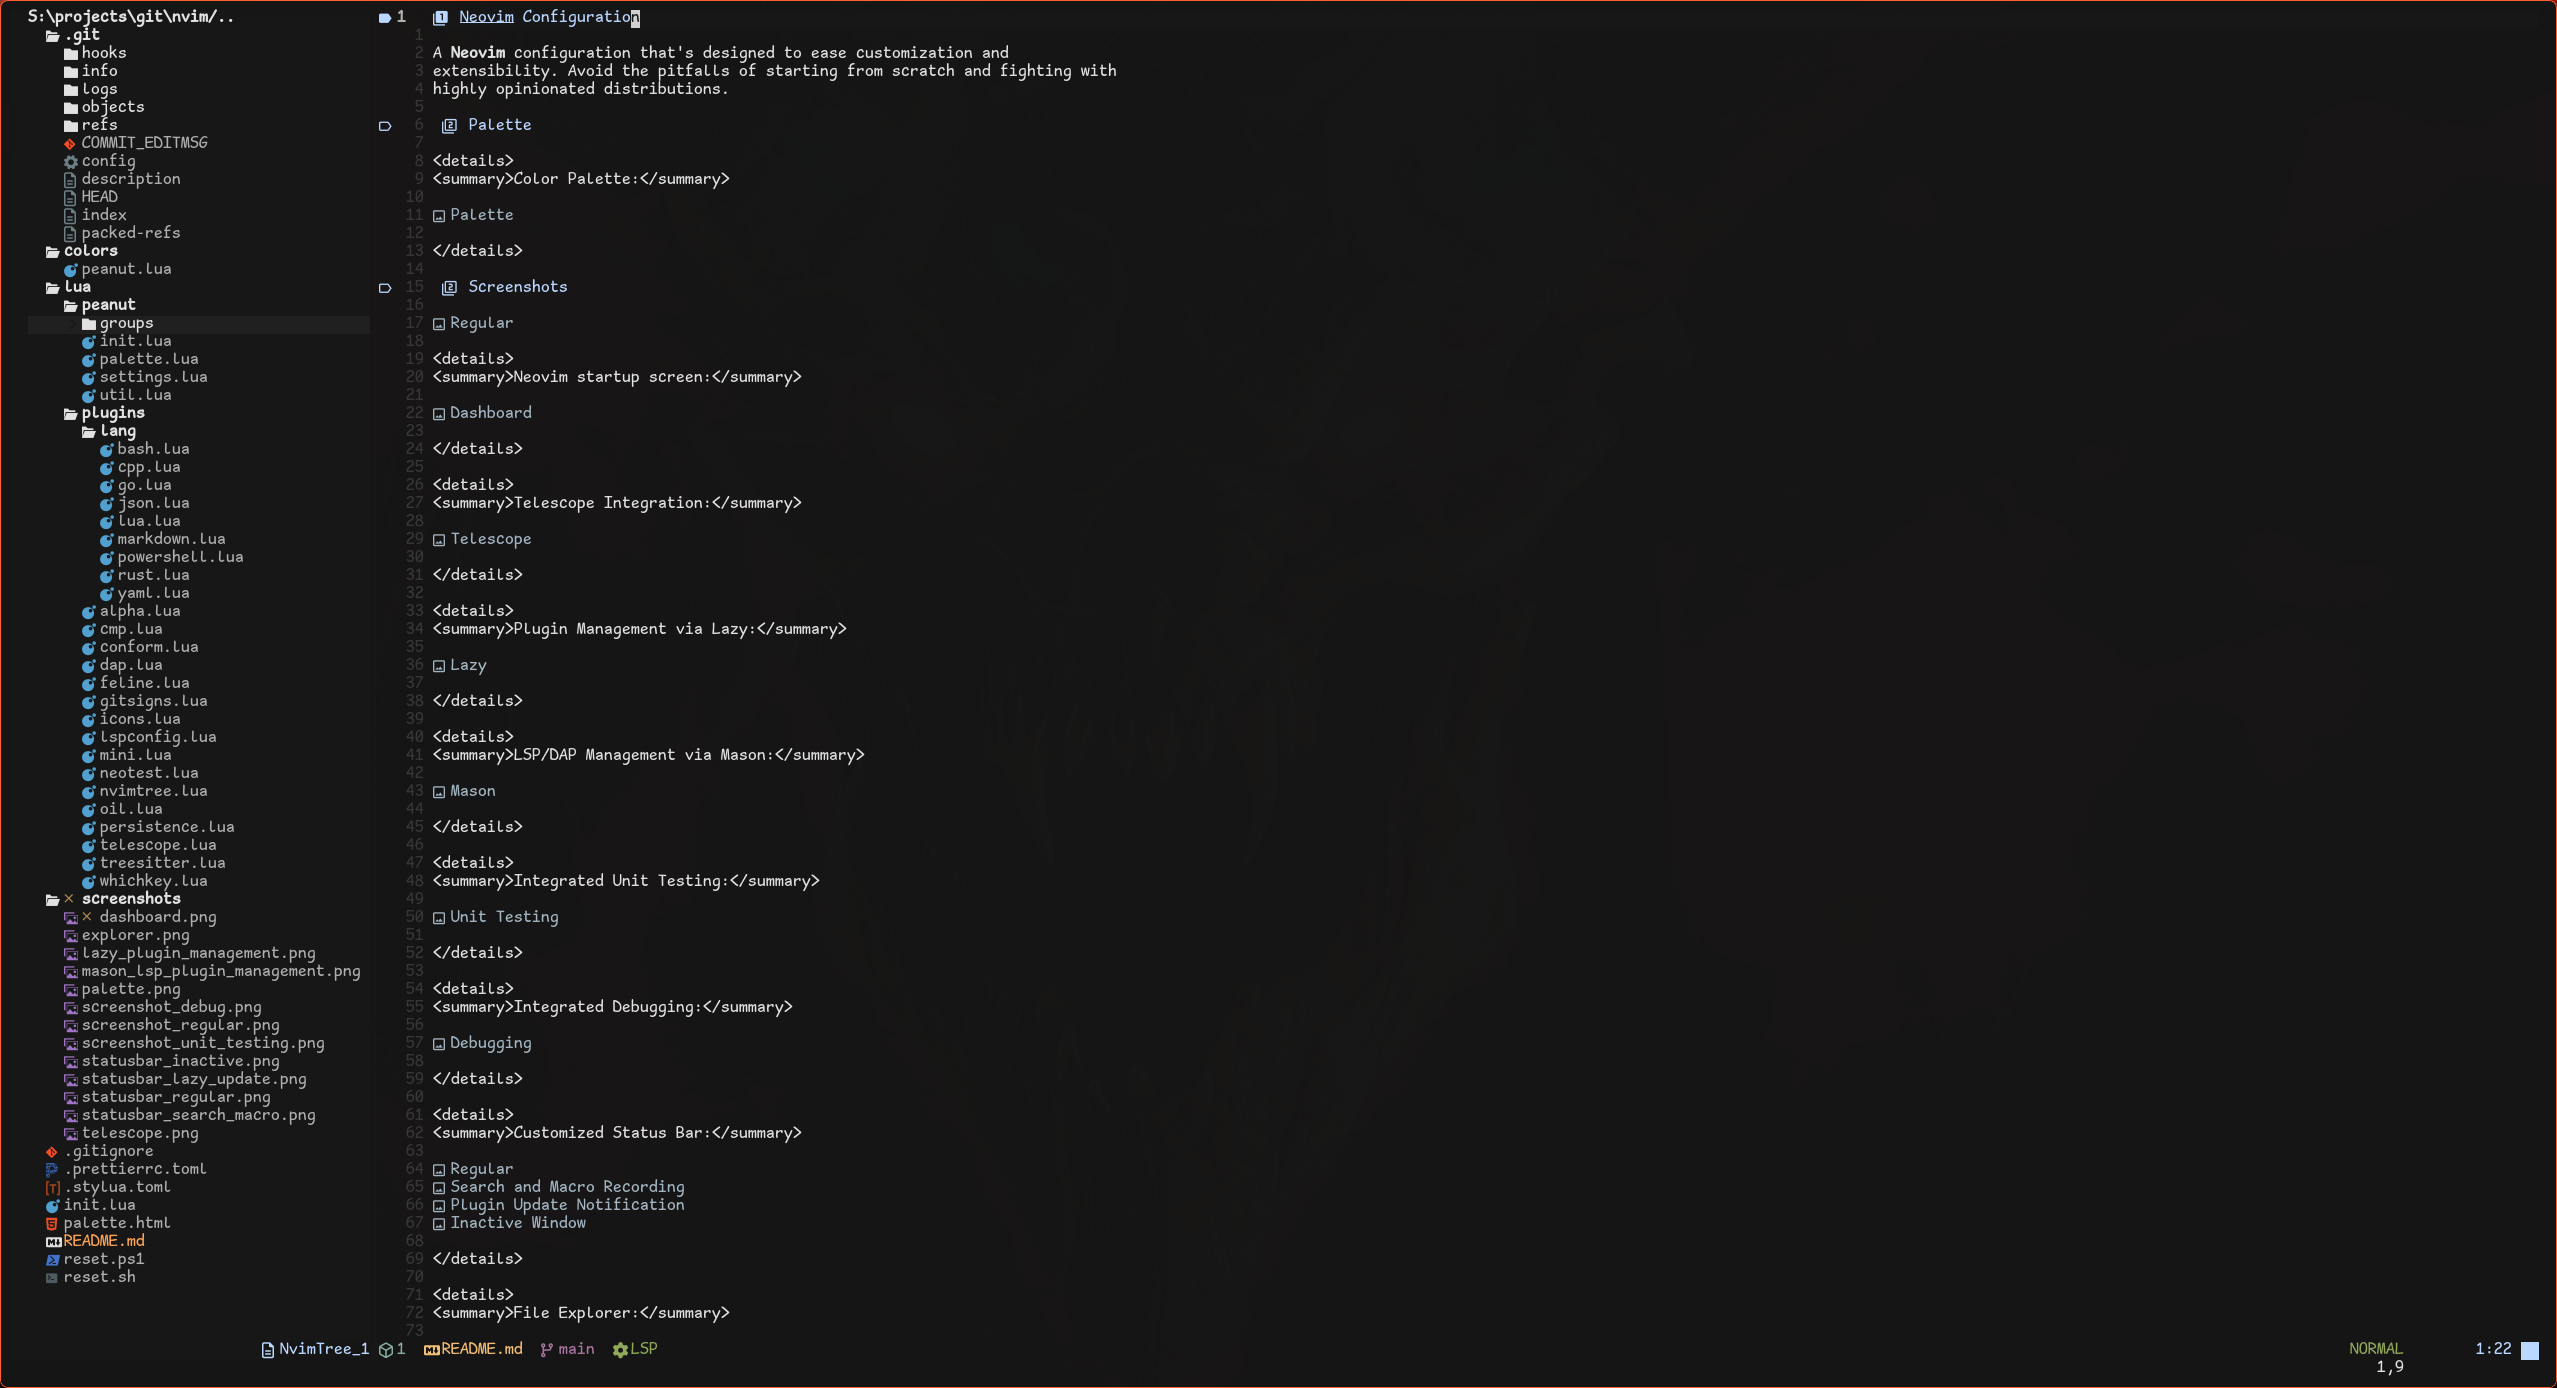 S:\projects\git\nvim/..
.git
hooks
info
logs
objects
refs
COMMIT_EDITMSG
config
description
HEAD
index
packed-refs
colors
peanut.lua
lua
peanut
groups
init.lua
palette.lua
settings.lua
util.lua
plugins
lang
bash.lua
cpp.lua
go.lua
json.lua
lua.lua
markdown.lua
powershell.lua
rust.lua
yaml.lua
alpha.lua
cmp.lua
conform.lua
dap.lua
feline.lua
gitsigns.lua
icons.lua
lspconfig.lua
mini.lua
neotest.lua
nvimtree.lua
oil.lua
persistence.lua
telescope.lua
treesitter.lua
whichkey.lua
× screenshots
× dashboard.png
explorer.png
lazy_plugin_management.png
mason_lsp_plugin_management.png
palette.png
screenshot_debug.png
screenshot_regular.png
screenshot_unit_testing.png
statusbar_inactive.png
statusbar_lazy_update.png
statusbar_regular.png
statusbar_search_macro.png
telescope.png
.gitignore
.prettierrc.toml
.stylua.toml
init.lua
palette.html
README.md
reset.ps1
reset.sh
1 1 Neovim Configuration
1
2 A Neovim configuration that's designed to ease customization and
3 extensibility. Avoid the pitfalls of starting from scratch and fighting with
4 highly opinionated distributions.
5
6 2 Palette
7
8 <details>
9 <summary>Color Palette:</summary>
10
11 Palette
12
13 </details>
14
15 2 Screenshots
16
17 Regular
18
19 <details>
20 <summary>Neovim startup screen:</summary>
21
22 Dashboard
23
24 </details>
25
26 <details>
27 <summary>Telescope Integration:</summary>
28
29 Telescope
30
31 </details>
32
33 <details>
34 <summary>Plugin Management via Lazy:</summary>
35
36 Lazy
37
38 </details>
39
40 <details>
41 <summary>LSP/DAP Management via Mason:</summary>
42
43 Mason
44
45 </details>
46
47 <details>
48 <summary>Integrated Unit Testing:</summary>
49
50 Unit Testing
51
52 </details>
53
54 <details>
55 <summary>Integrated Debugging:</summary>
56
57 Debugging
58
59 </details>
60
61 <details>
62 <summary>Customized Status Bar:</summary>
63
64 Regular
65 Search and Macro Recording
66 Plugin Update Notification
67 Inactive Window
68
69 </details>
70
71 <details>
72 <summary>File Explorer:</summary>
73
NvimTree_1 1 README.md main LSP NORMAL 1:22
1,9